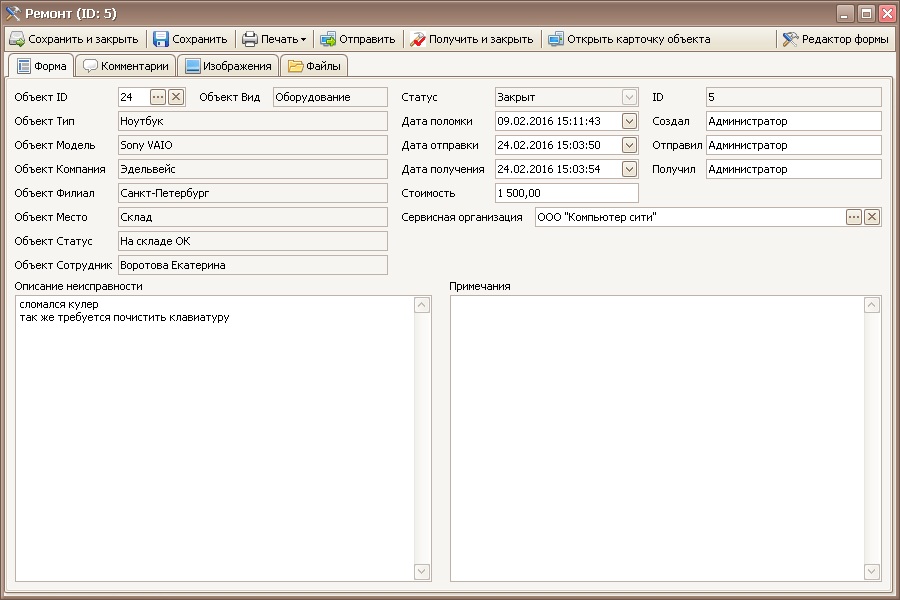 Ремонт (ID: 5)
Сохранить и закрыть Сохранить Печать Отправить Получить и закрыть Открыть карточку объекта Редактор формы
Форма Комментарии Изображения Файлы
Объект ID 24 Объект Вид Оборудование Статус Закрыт ID 5
Объект Тип Ноутбук Дата поломки 09.02.2016 15:11:43 Создал Администратор
Объект Модель Sony VAIO Дата отправки 24.02.2016 15:03:50 Отправил Администратор
Объект Компания Эдельвейс Дата получения 24.02.2016 15:03:54 Получил Администратор
Объект Филиал Санкт-Петербург Стоимость 1 500,00
Объект Место Склад Сервисная организация ООО "Компьютер сити"
Объект Статус На складе ОК
Объект Сотрудник Воротова Екатерина
Описание неисправности Примечания
сломался кулер
так же требуется почистить клавиатуру